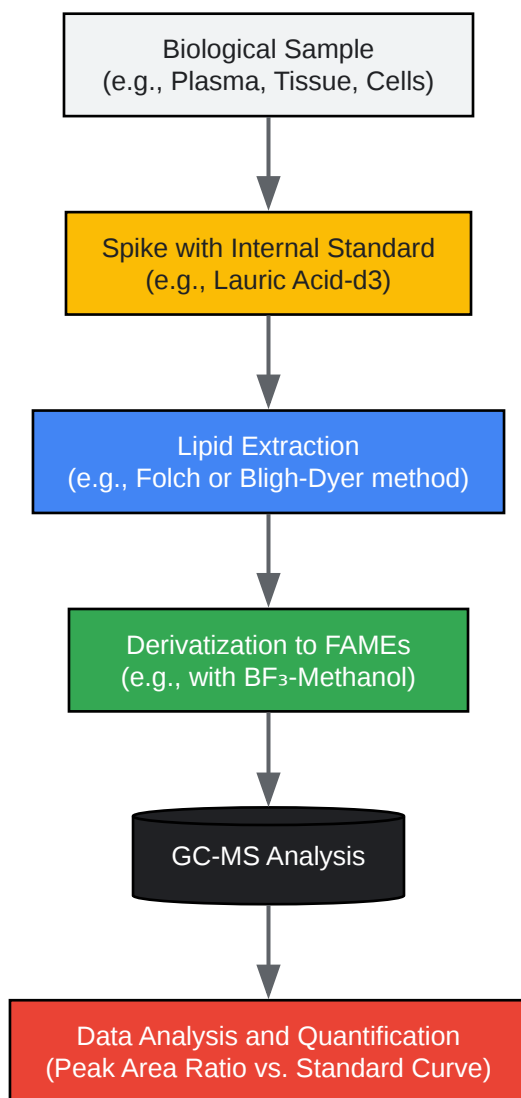 Biological Sample
(e.g., Plasma, Tissue, Cells)
Spike with Internal Standard
(e.g., Lauric Acid-d3)
Lipid Extraction
(e.g., Folch or Bligh-Dyer method)
Derivatization to FAMEs
(e.g., with BF₃-Methanol)
GC-MS Analysis
Data Analysis and Quantification
(Peak Area Ratio vs. Standard Curve)